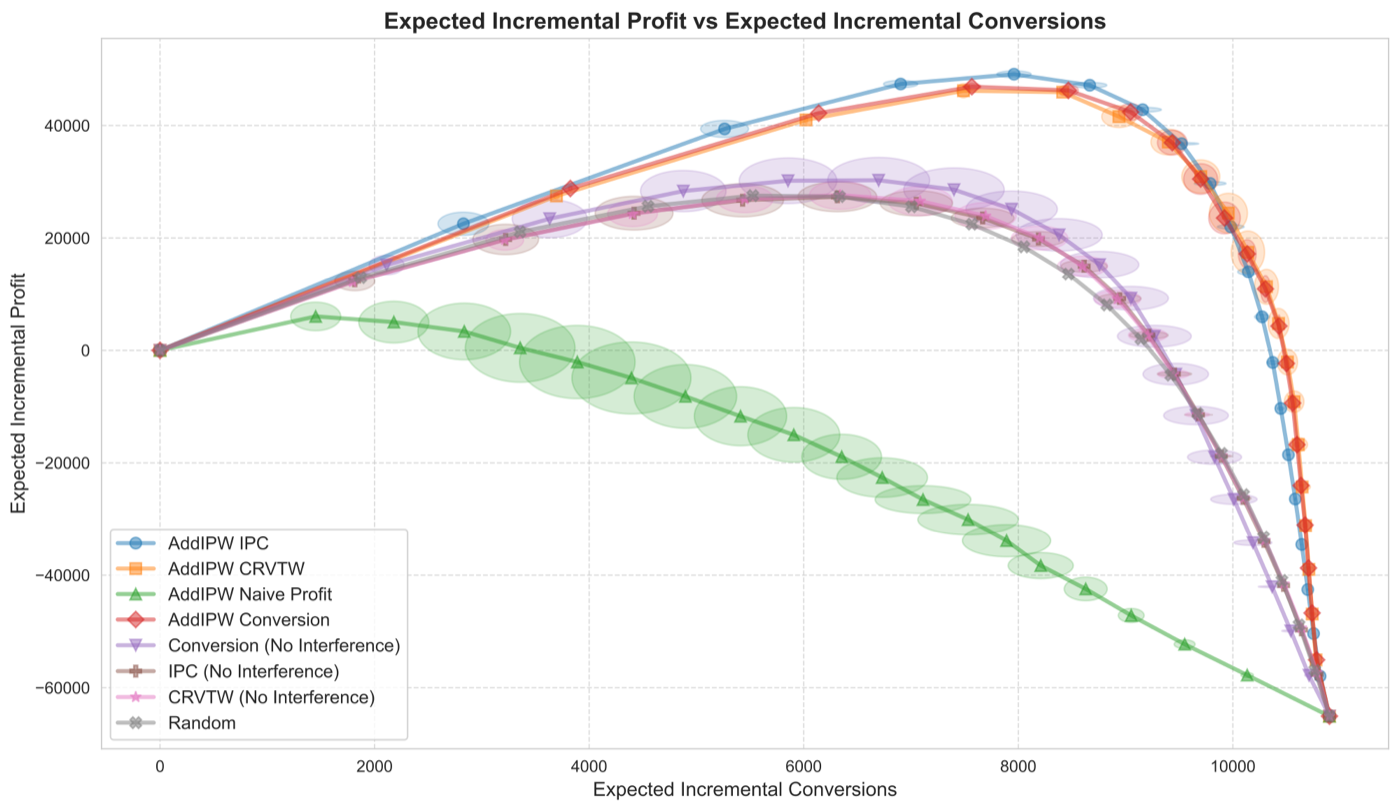 Expected Incremental Profit vs Expected Incremental Conversions
Expected Incremental Profit
40000
20000
0
−20000
−40000
−60000
AddIPW IPC
AddIPW CRVTW
AddIPW Naive Profit
AddIPW Conversion
Conversion (No Interference)
IPC (No Interference)
CRVTW (No Interference)
Random
0 2000 4000 6000 8000 10000
Expected Incremental Conversions